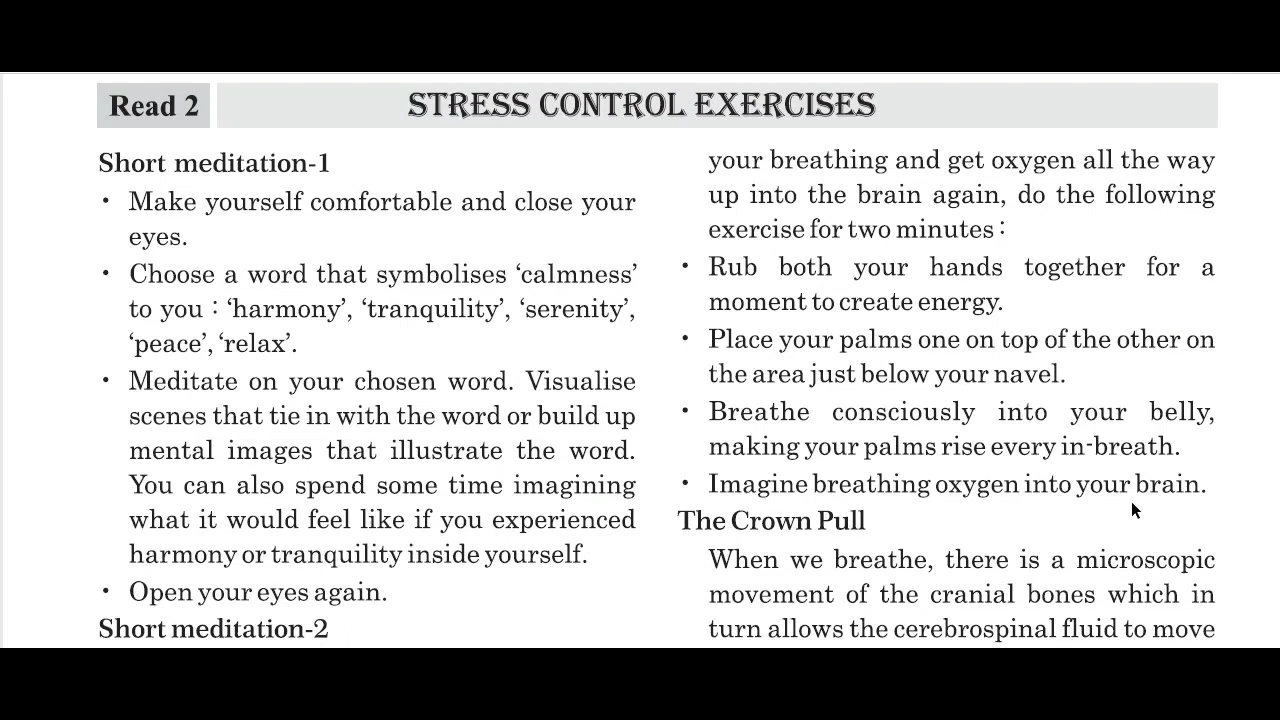 Read 2
STRESS CONTROL EXERCISES
Short meditation-1
• Make yourself comfortable and close your
eyes.
• Choose a word that symbolises ‘calmness’
to you : ‘harmony’, ‘tranquility’, ‘serenity’,
‘peace’, ‘relax’.
• Meditate on your chosen word. Visualise
scenes that tie in with the word or build up
mental images that illustrate the word.
You can also spend some time imagining
what it would feel like if you experienced
harmony or tranquility inside yourself.
• Open your eyes again.
Short meditation-2
your breathing and get oxygen all the way
up into the brain again, do the following
exercise for two minutes :
• Rub both your hands together for a
moment to create energy.
• Place your palms one on top of the other on
the area just below your navel.
• Breathe consciously into your belly,
making your palms rise every in-breath.
• Imagine breathing oxygen into your brain.
The Crown Pull
When we breathe, there is a microscopic
movement of the cranial bones which in
turn allows the cerebrospinal fluid to move